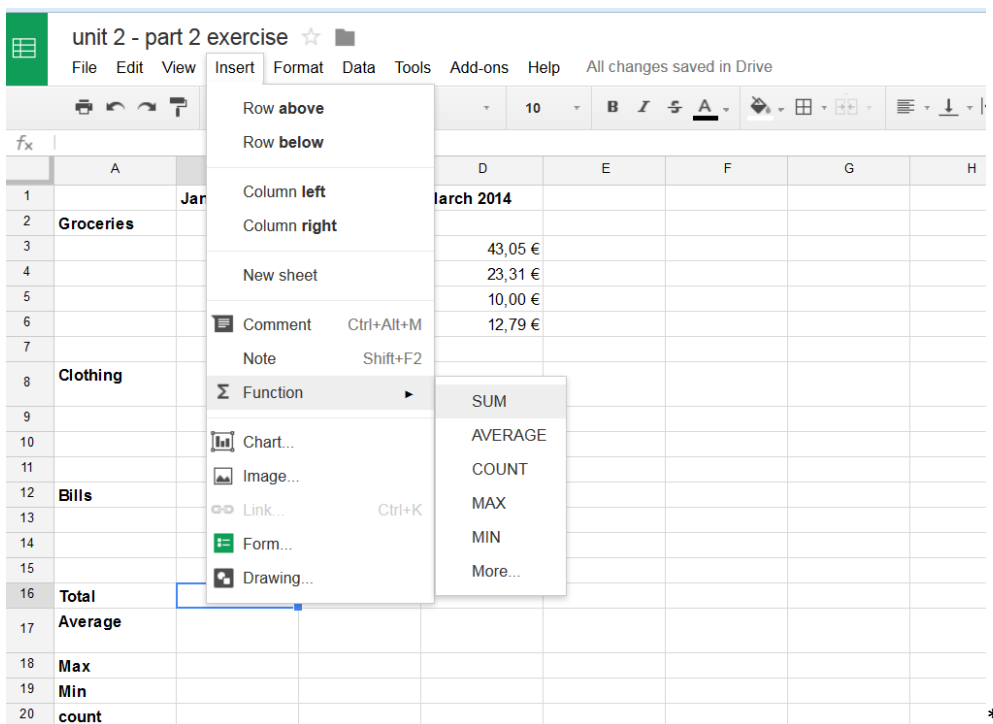 unit 2 - part 2 exercise
File Edit View Insert Format Data Tools Add-ons Help All changes saved in Drive
10 B I S A
fx
A D E F G H
Row above
Row below
Column left
Column right
New sheet
Comment Ctrl+Alt+M
Note Shift+F2
Σ Function ►
Chart...
Image...
Link... Ctrl+K
Form...
Drawing...
SUM
AVERAGE
COUNT
MAX
MIN
More...
1 Jan larch 2014
2 Groceries
3 43,05 €
4 23,31 €
5 10,00 €
6 12,79 €
7
8 Clothing
9
10
11
12 Bills
13
14
15
16 Total
17 Average
18 Max
19 Min
20 count *